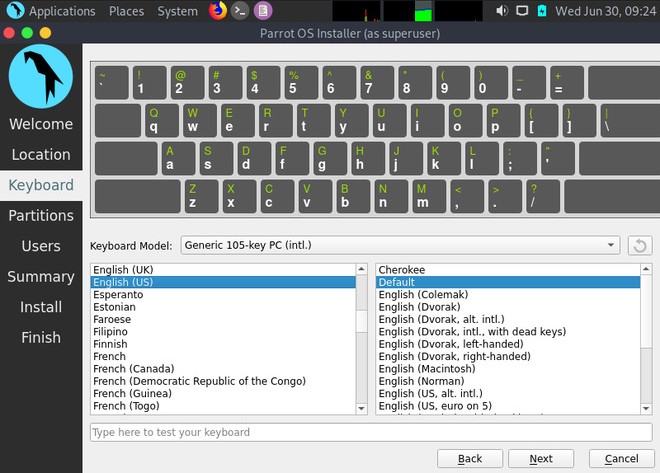 Applications Places System Wed Jun 30, 09:24
Parrot OS Installer (as superuser)
Welcome
Location
Keyboard
Partitions
Users
Summary
Install
Finish
~ ! @ # $ % ^ & * ( ) _ +
` 1 2 3 4 5 6 7 8 9 0 - =
Q W E R T Y U I O P { } |
q w e r t y u i o p [ ] \
A S D F G H J K L : "
a s d f g h j k l ; '
Z X C V B N M < > ?
z x c v b n m , . /
Keyboard Model: Generic 105-key PC (intl.)
English (UK)
English (US)
Esperanto
Estonian
Faroese
Filipino
Finnish
French
French (Canada)
French (Democratic Republic of the Congo)
French (Guinea)
French (Togo)
Cherokee
Default
English (Colemak)
English (Dvorak)
English (Dvorak, alt. intl.)
English (Dvorak, intl., with dead keys)
English (Dvorak, left-handed)
English (Dvorak, right-handed)
English (Macintosh)
English (Norman)
English (US, alt. intl.)
English (US, euro on 5)
Type here to test your keyboard
Back Next Cancel